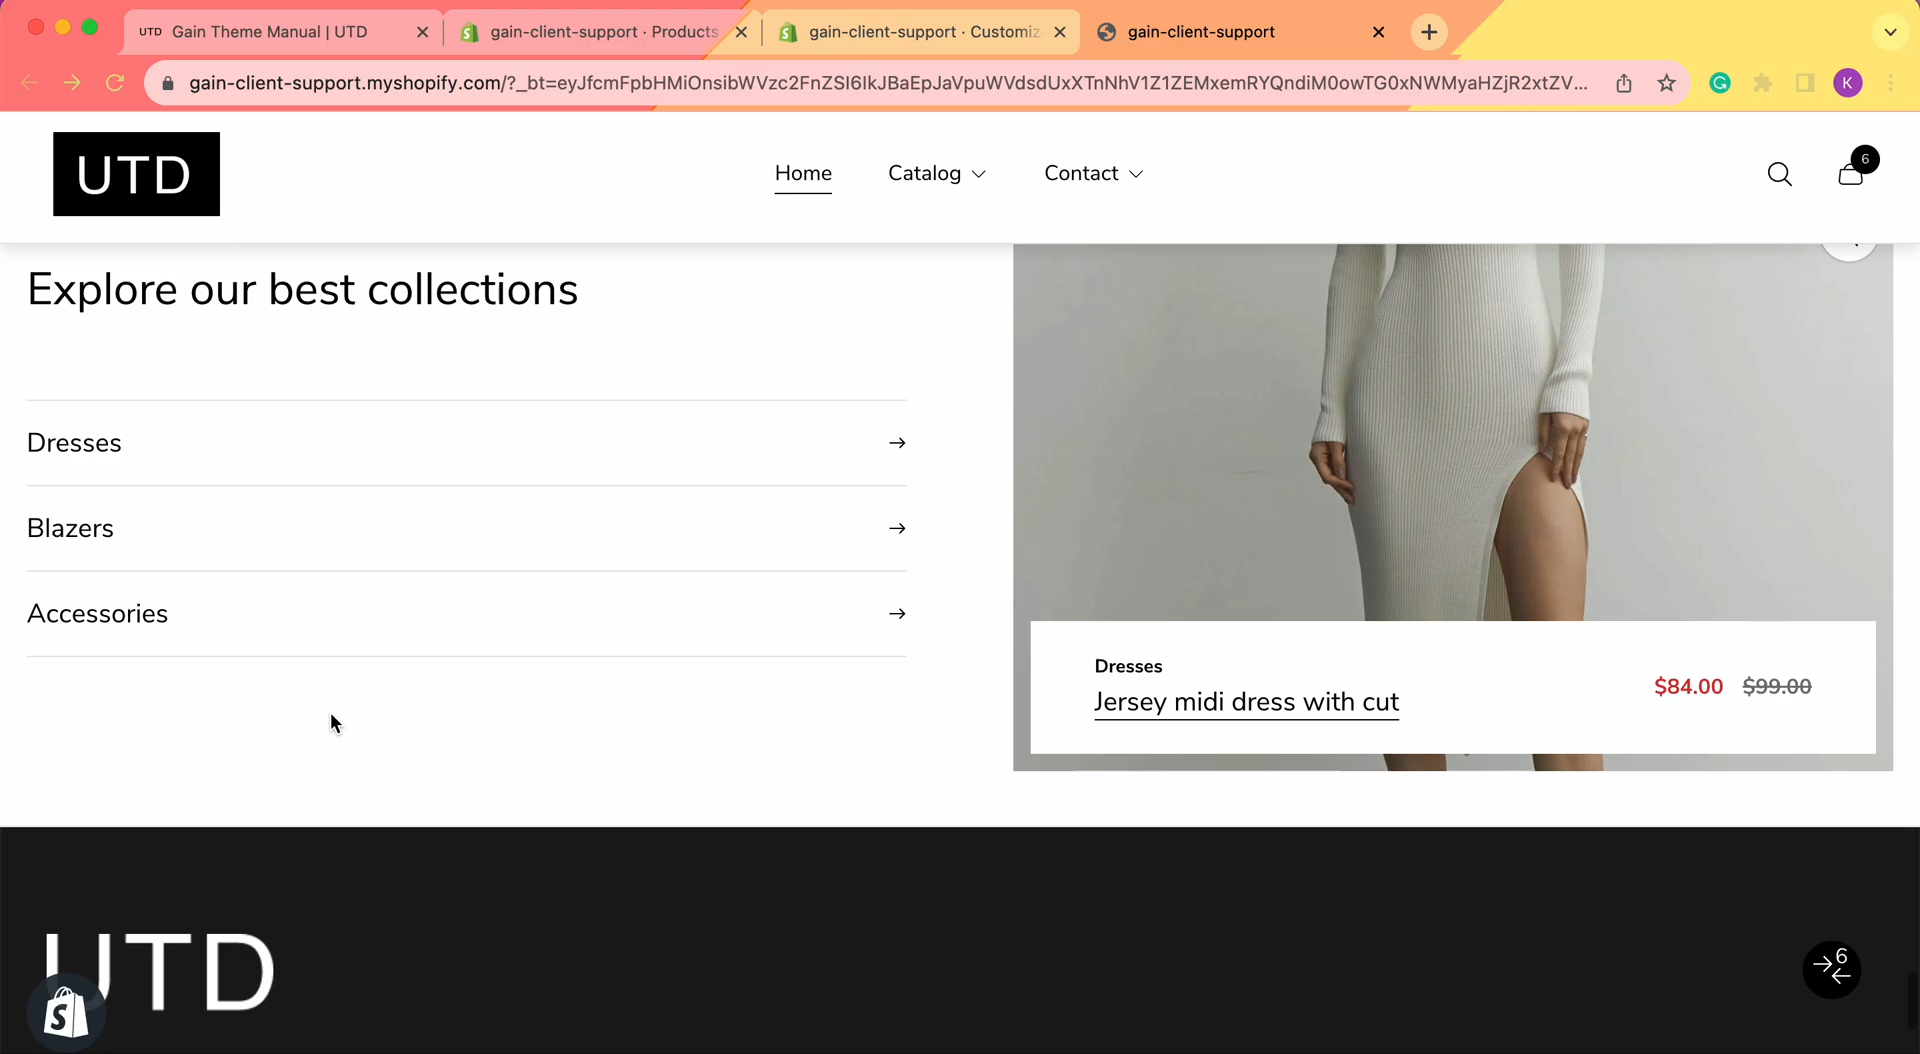 UTD Gain Theme Manual | UTD
gain-client-support · Products
gain-client-support · Customiz
gain-client-support
gain-client-support.myshopify.com/?_bt=
K
UTD
Home
Catalog
Contact
6
Explore our best collections
Dresses
Blazers
Accessories
Dresses
Jersey midi dress with cut
$84.00 $99.00
UTD
6